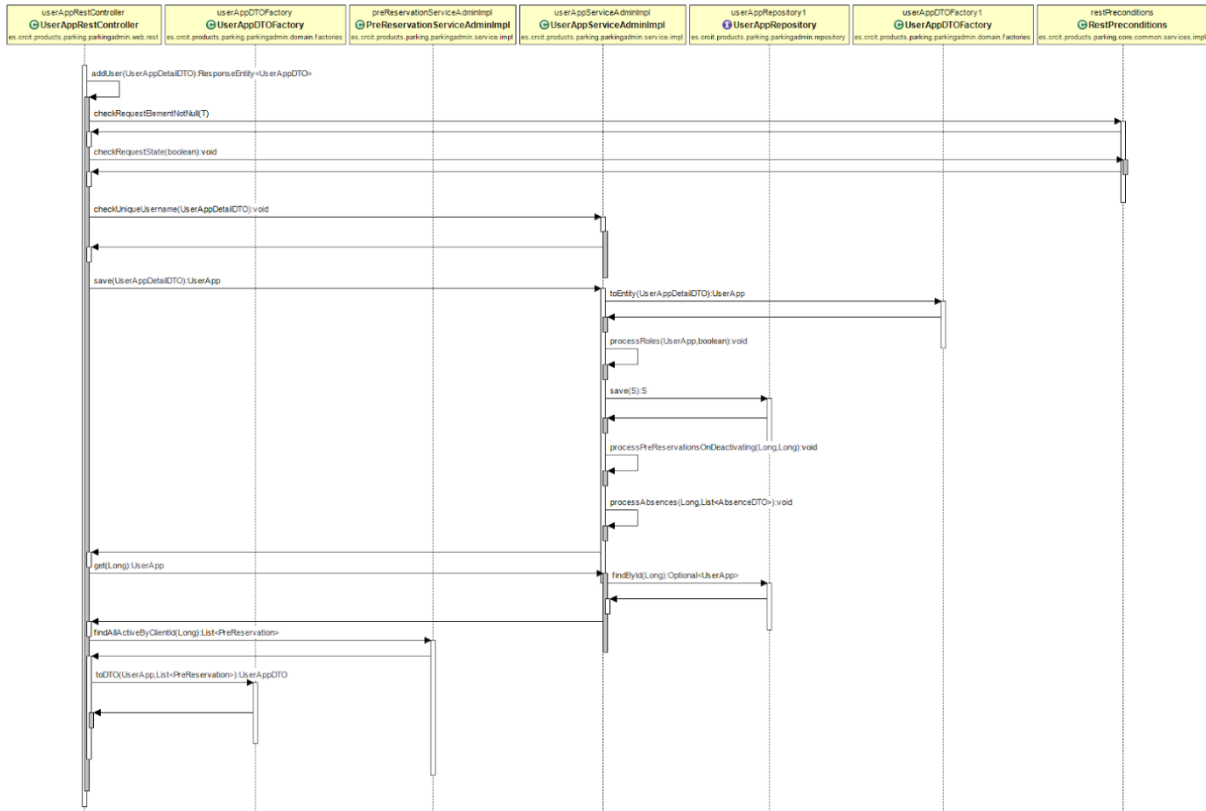 userAppRestController
UserAppRestController
es.crcit.products.parking.parkingadmin.web.rest
userAppDTOFactory
UserAppDTOFactory
es.crcit.products.parking.parkingadmin.domain.factories
preReservationServiceAdminImpl
PreReservationServiceAdminImpl
es.crcit.products.parking.parkingadmin.service.impl
userAppServiceAdminImpl
UserAppServiceAdminImpl
es.crcit.products.parking.parkingadmin.service.impl
userAppRepository1
UserAppRepository
es.crcit.products.parking.parkingadmin.repository
userAppDTOFactory1
UserAppDTOFactory
es.crcit.products.parking.parkingadmin.domain.factories
restPreconditions
RestPreconditions
es.crcit.products.parking.core.common.services.impl
addUser(UserAppDetailDTO):ResponseEntity<UserAppDTO>
checkRequestElementNotNull(T)
checkRequestState(boolean):void
checkUniqueUsername(UserAppDetailDTO):void
save(UserAppDetailDTO):UserApp
toEntity(UserAppDetailDTO):UserApp
processRoles(UserApp,boolean):void
save(S):S
processPreReservationsOnDeactivating(Long,Long):void
processAbsences(Long,List<AbsenceDTO>):void
get(Long):UserApp
findById(Long):Optional<UserApp>
findAllActiveByClientId(Long):List<PreReservation>
toDTO(UserApp,List<PreReservation>):UserAppDTO